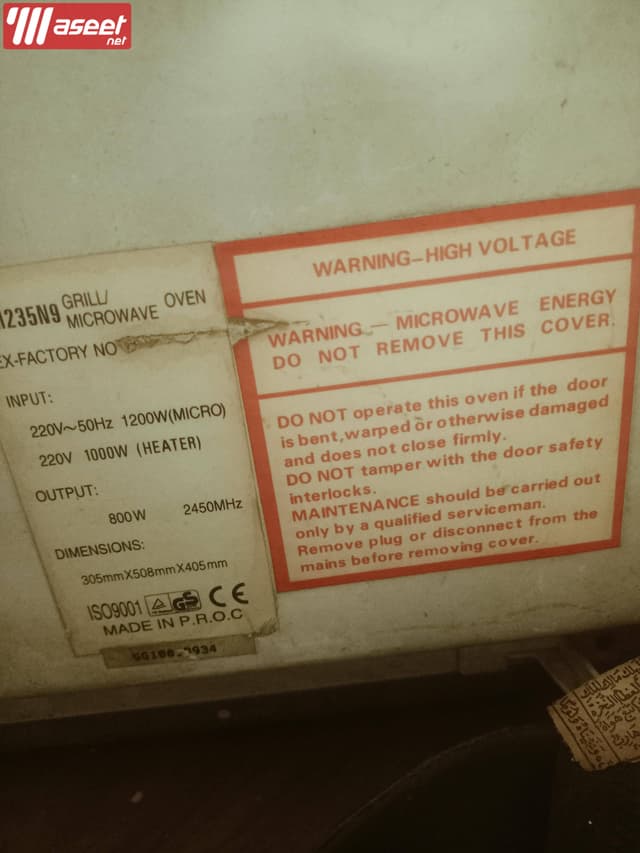 Maseet
net
1235N9 GRILL/ MICROWAVE OVEN
EX-FACTORY NO
INPUT:
220V~50Hz 1200W(MICRO)
220V 1000W (HEATER)
OUTPUT:
800W 2450MHz
DIMENSIONS:
305mmX508mmX405mm
ISO9001 GS CE
MADE IN P.R.O.C
WARNING-HIGH VOLTAGE
WARNING — MICROWAVE ENERGY
DO NOT REMOVE THIS COVER.
DO NOT operate this oven if the door
is bent,warped or otherwise damaged
and does not close firmly.
DO NOT tamper with the door safety
interlocks.
MAINTENANCE should be carried out
only by a qualified serviceman.
Remove plug or disconnect from the
mains before removing cover.